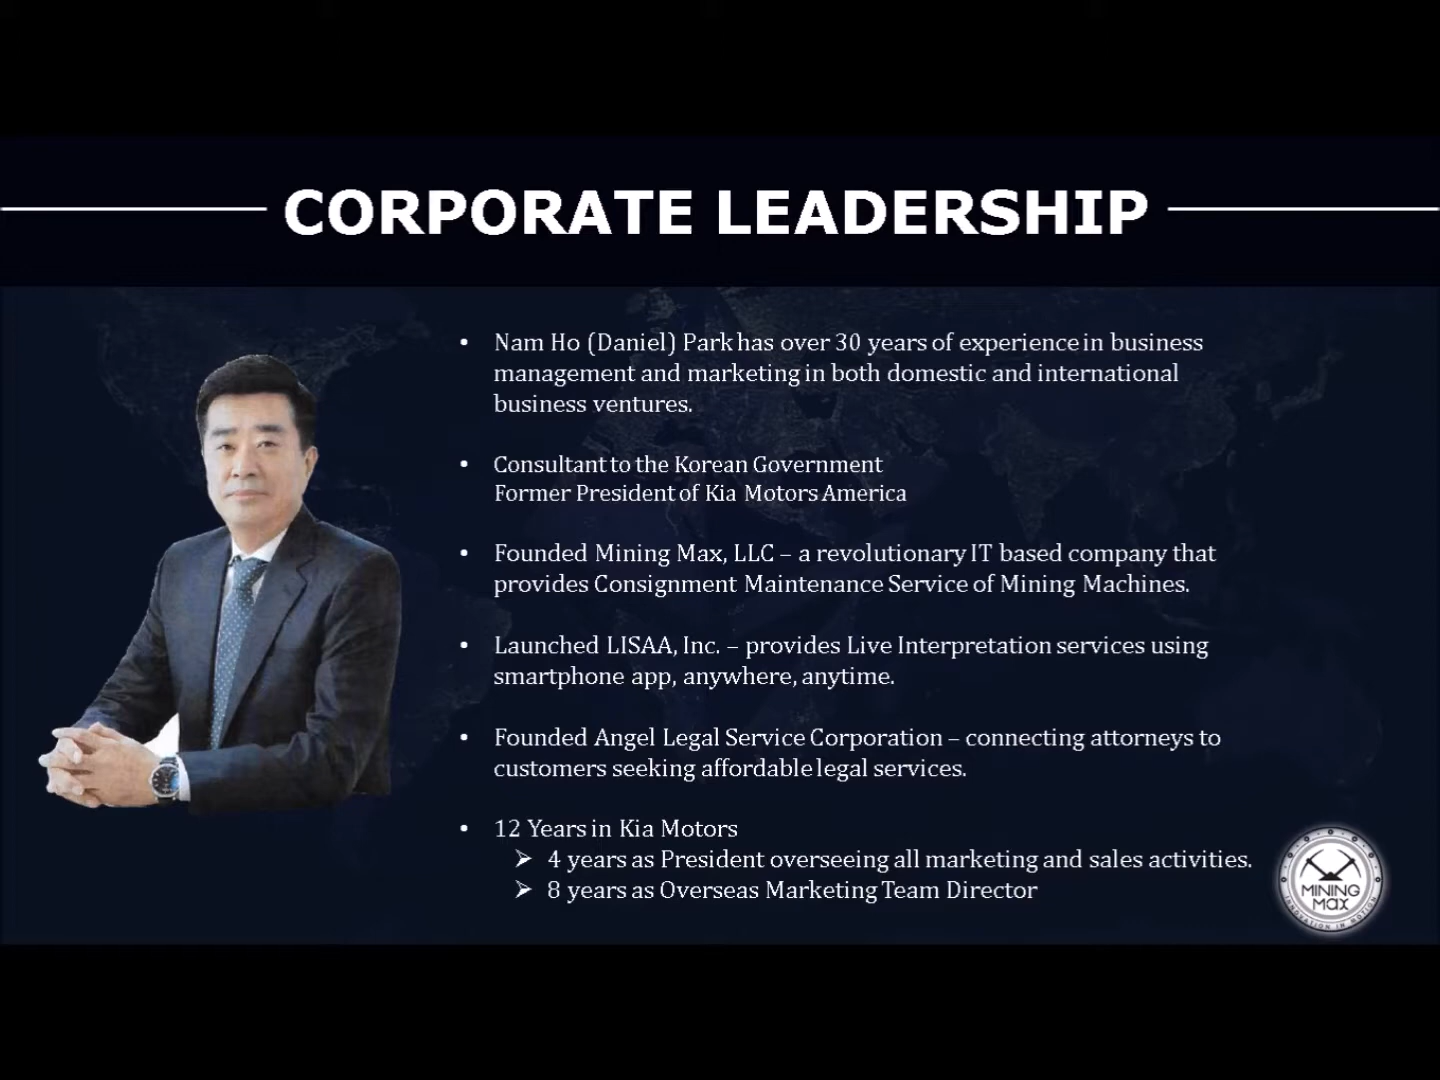 CORPORATE LEADERSHIP
• Nam Ho (Daniel) Park has over 30 years of experience in business
management and marketing in both domestic and international
business ventures.
• Consultant to the Korean Government
Former President of Kia Motors America
• Founded Mining Max, LLC – a revolutionary IT based company that
provides Consignment Maintenance Service of Mining Machines.
• Launched LISAA, Inc. – provides Live Interpretation services using
smartphone app, anywhere, anytime.
• Founded Angel Legal Service Corporation – connecting attorneys to
customers seeking affordable legal services.
• 12 Years in Kia Motors
➢ 4 years as President overseeing all marketing and sales activities.
➢ 8 years as Overseas Marketing Team Director
MINING
MAX
INNOVATION IN MOTION